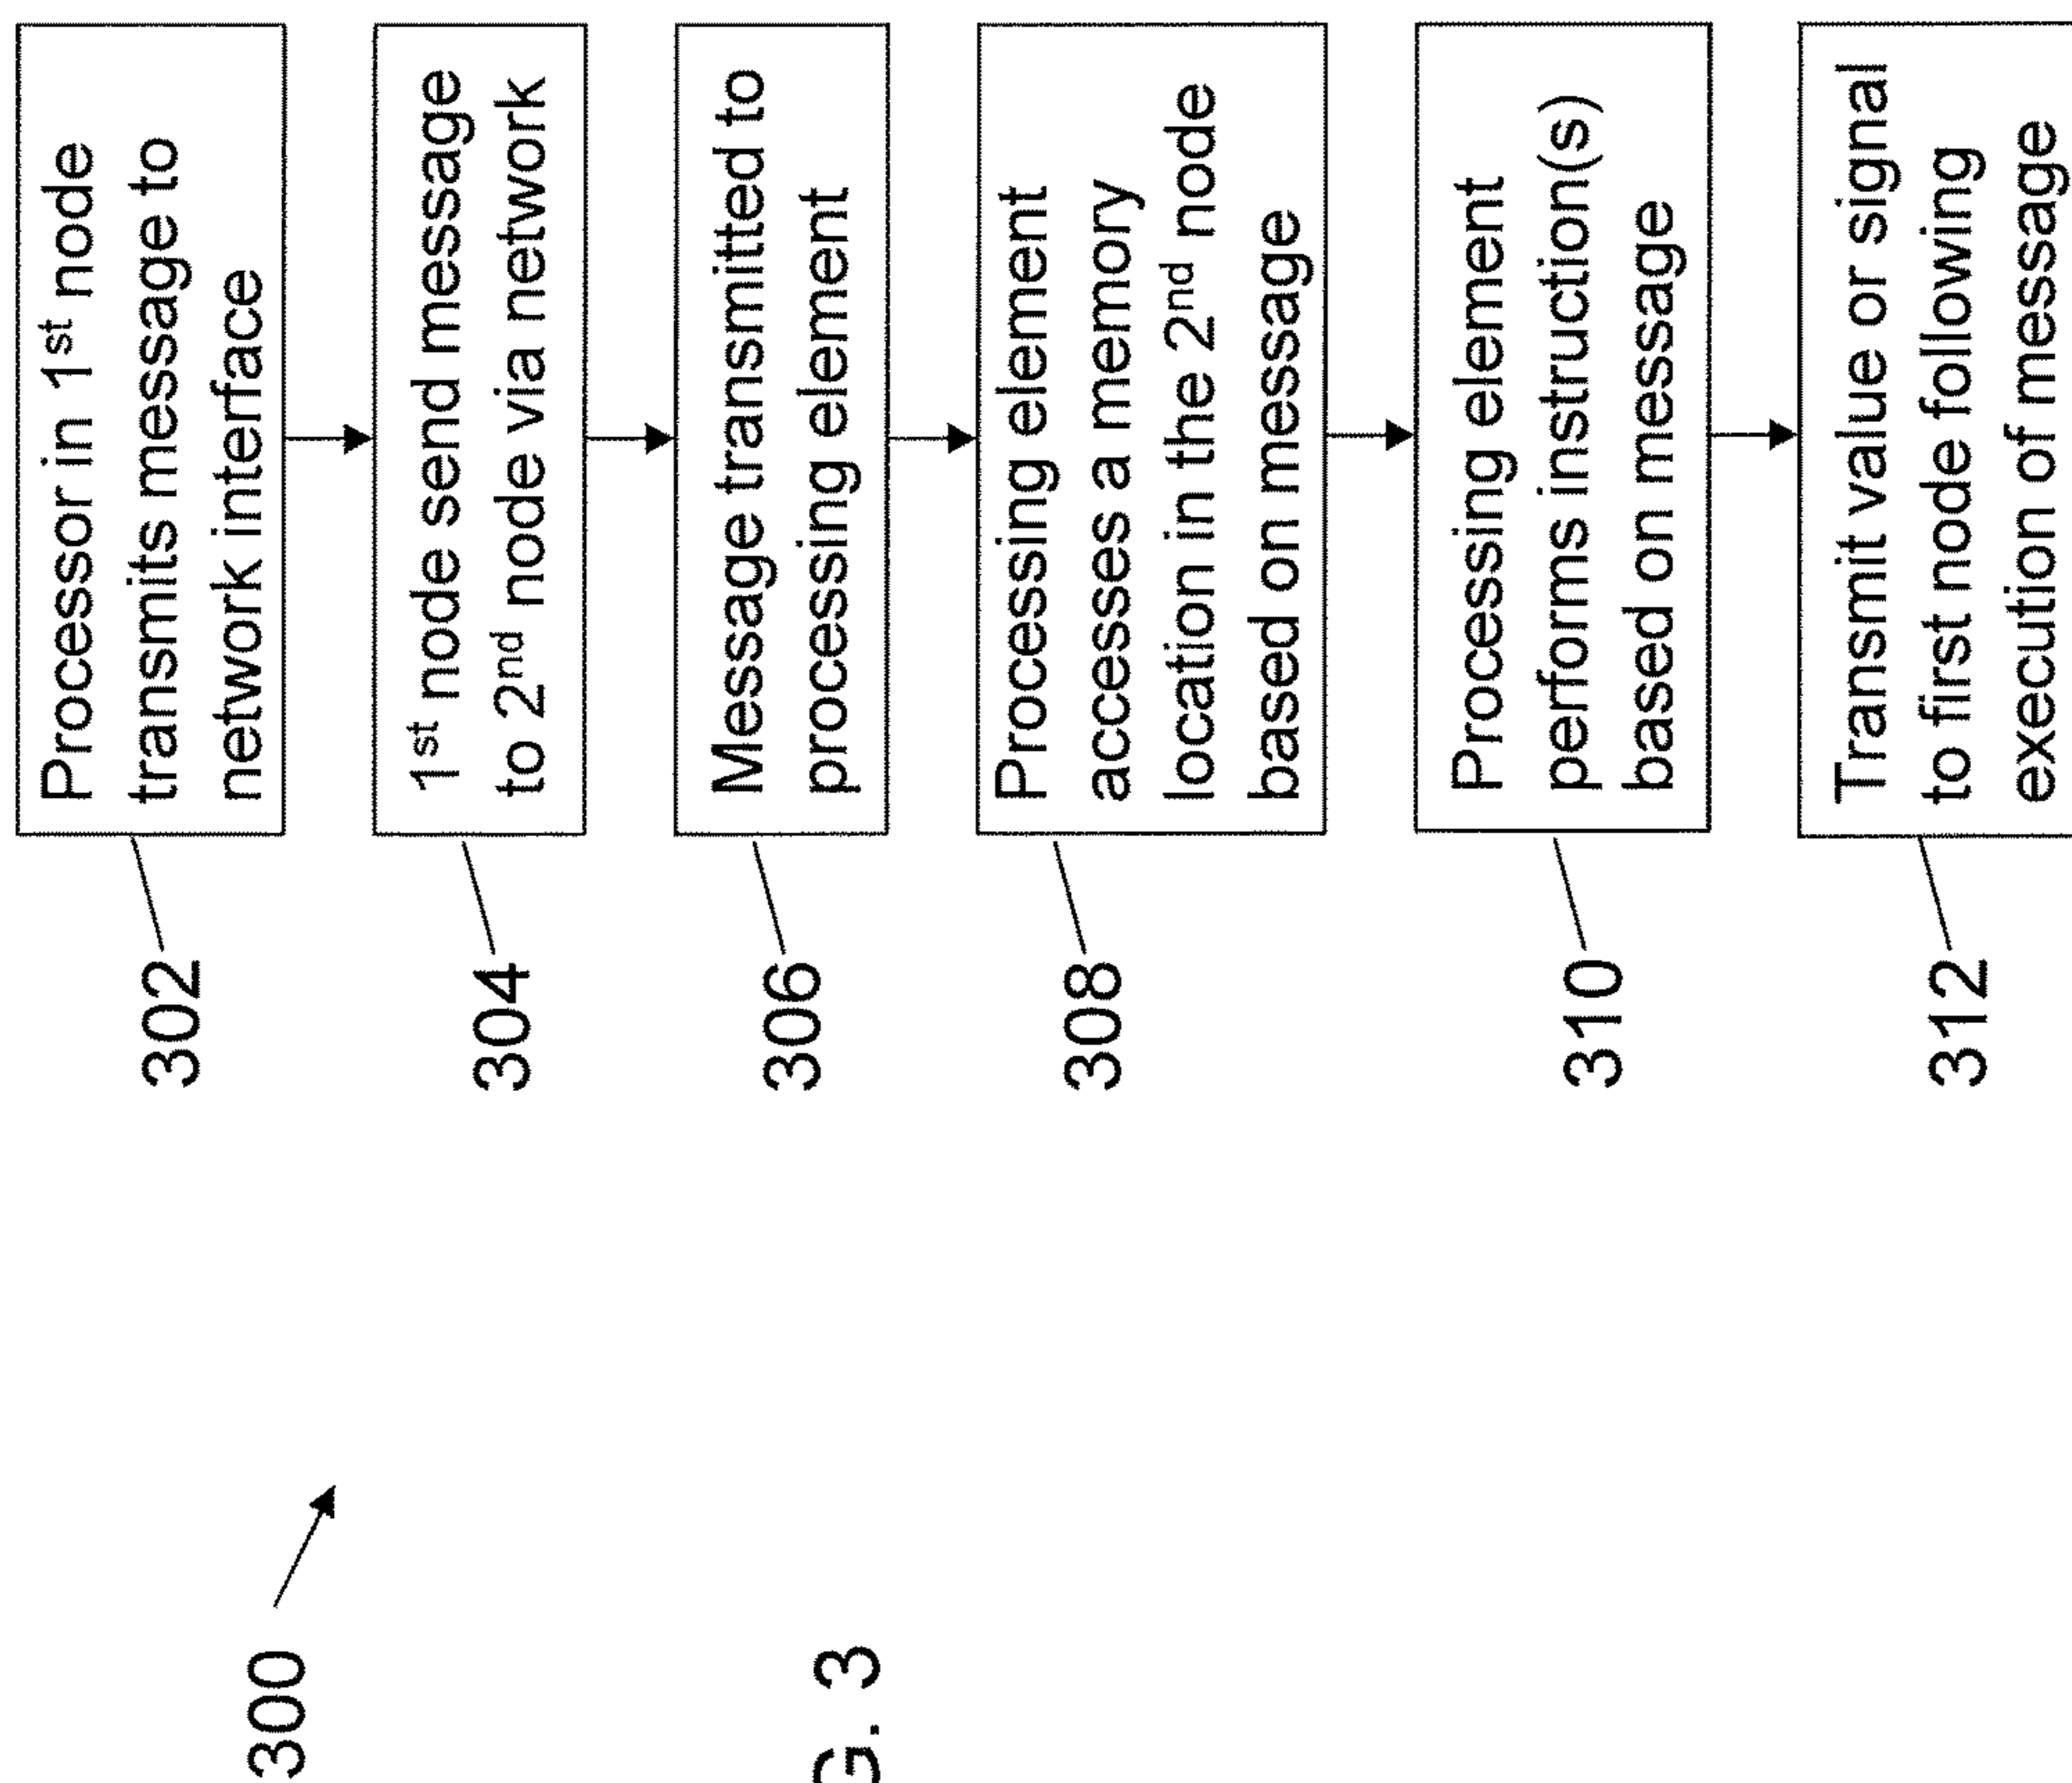 300
302
Processor in 1st node
transmits message to
network interface
304
1st node send message
to 2nd node via network
306
Message transmitted to
processing element
308
Processing element
accesses a memory
location in the 2nd node
based on message
310
Processing element
performs instruction(s)
based on message
312
Transmit value or signal
to first node following
execution of message
G. 3